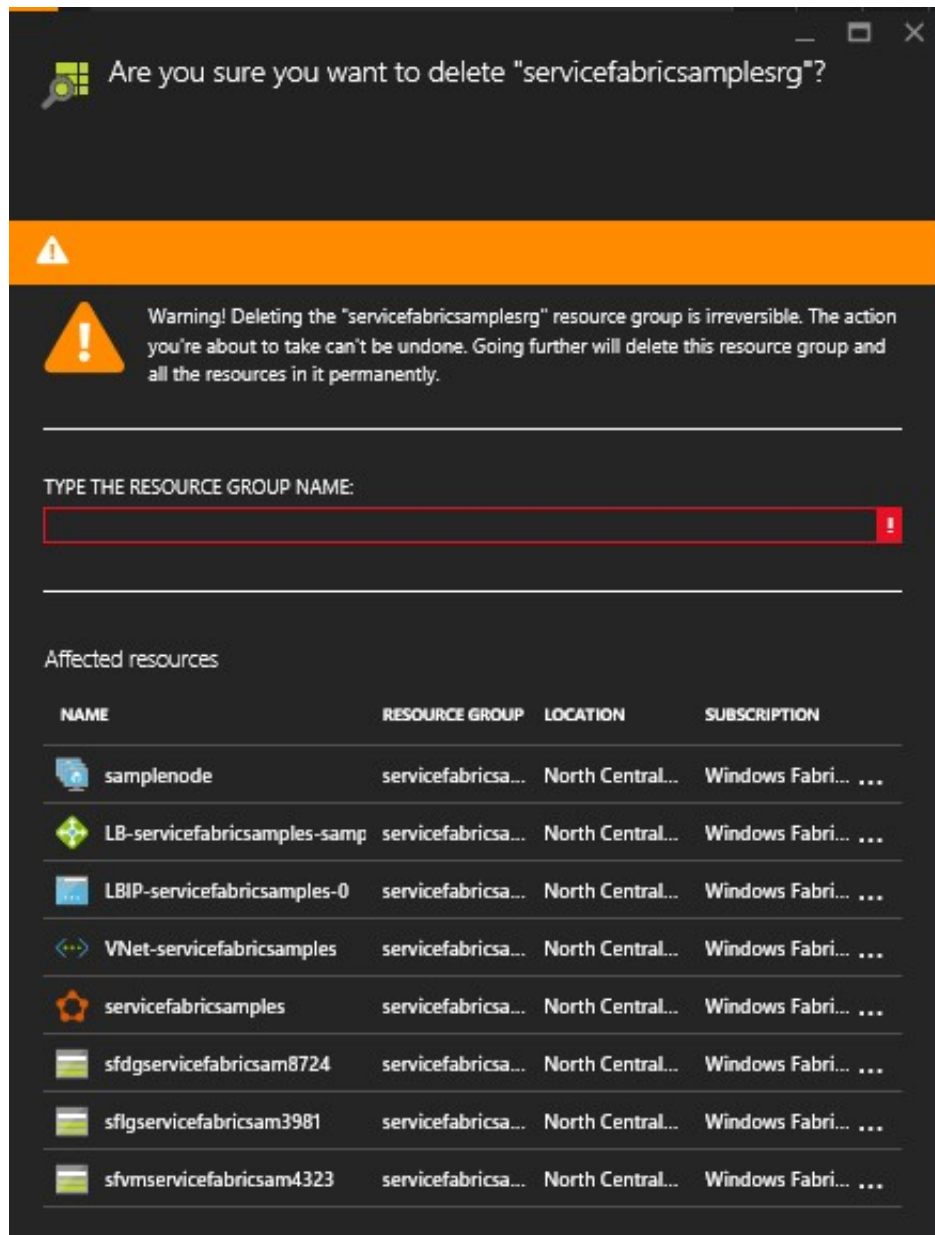 Are you sure you want to delete "servicefabricsamplesrg"?
Warning! Deleting the "servicefabricsamplesrg" resource group is irreversible. The action
you're about to take can't be undone. Going further will delete this resource group and
all the resources in it permanently.
TYPE THE RESOURCE GROUP NAME:
Affected resources
NAME RESOURCE GROUP LOCATION SUBSCRIPTION
samplenode servicefabricsa... North Central... Windows Fabri... ...
LB-servicefabricsamples-samp servicefabricsa... North Central... Windows Fabri... ...
LBIP-servicefabricsamples-0 servicefabricsa... North Central... Windows Fabri... ...
VNet-servicefabricsamples servicefabricsa... North Central... Windows Fabri... ...
servicefabricsamples servicefabricsa... North Central... Windows Fabri... ...
sfdgservicefabricsam8724 servicefabricsa... North Central... Windows Fabri... ...
sflgservicefabricsam3981 servicefabricsa... North Central... Windows Fabri... ...
sfvmservicefabricsam4323 servicefabricsa... North Central... Windows Fabri... ...